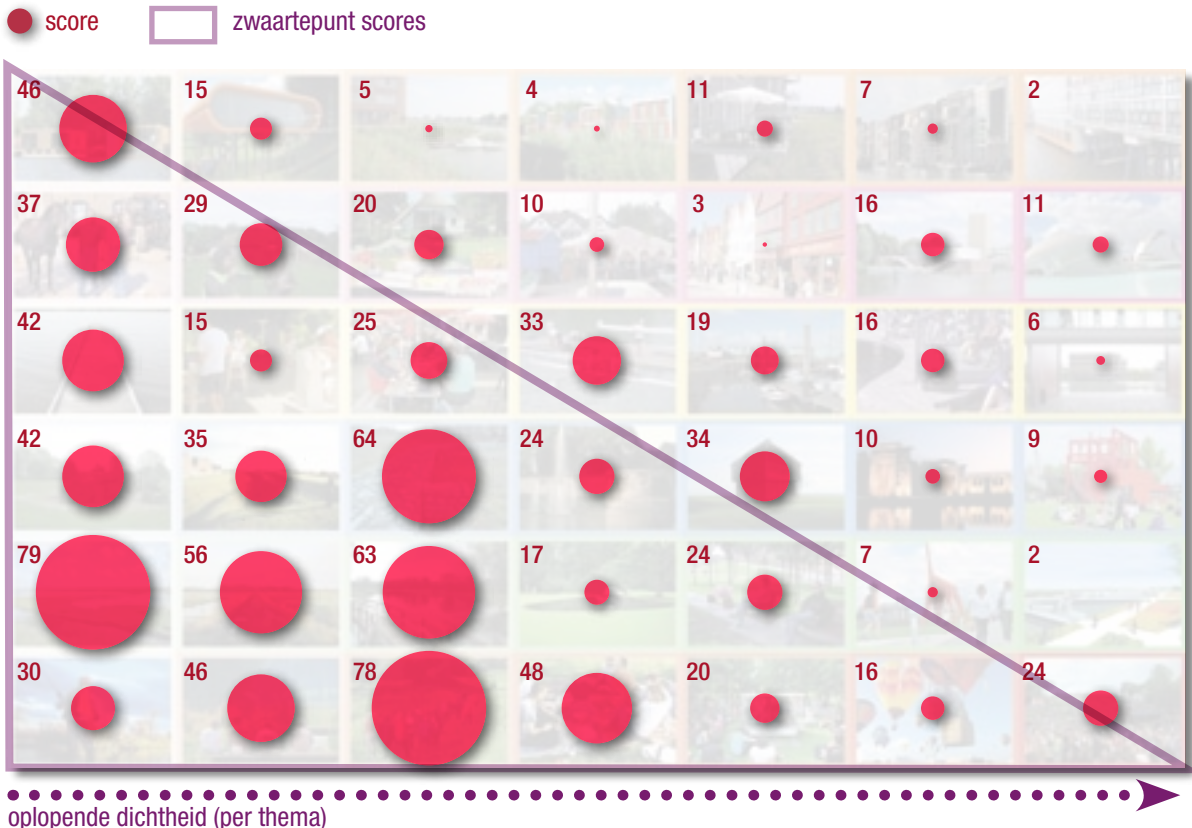 score zwaartepunt scores
46 15 5 4 11 7 2
37 29 20 10 3 16 11
42 15 25 33 19 16 6
42 35 64 24 34 10 9
79 56 63 17 24 7 2
30 46 78 48 20 16 24
oplopende dichtheid (per thema)